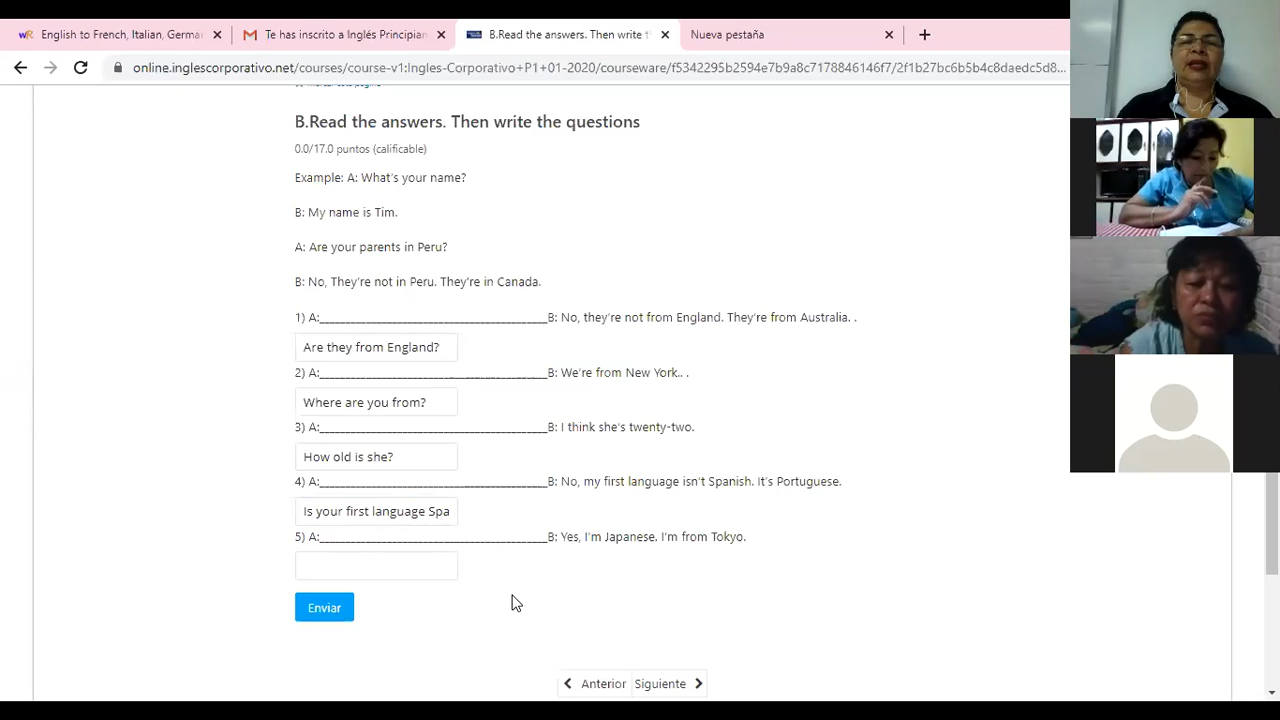 English to French, Italian, Germa
Te has inscrito a Inglés Principian
B.Read the answers. Then write t
Nueva pestaña
online.inglescorporativo.net/courses/course-v1:Ingles-Corporativo+P1+01-2020/courseware/f5342295b2594e7b9a8c7178846146f7/2f1b27bc6b5b4c8daedc5d8...
B.Read the answers. Then write the questions
0.0/17.0 puntos (calificable)
Example: A: What's your name?
B: My name is Tim.
A: Are your parents in Peru?
B: No, They're not in Peru. They're in Canada.
1) A:________________________________________B: No, they're not from England. They're from Australia. .
Are they from England?
2) A:________________________________________B: We're from New York.. .
Where are you from?
3) A:________________________________________B: I think she's twenty-two.
How old is she?
4) A:________________________________________B: No, my first language isn't Spanish. It's Portuguese.
Is your first language Spa
5) A:________________________________________B: Yes, I'm Japanese. I'm from Tokyo.
Enviar
Anterior Siguiente